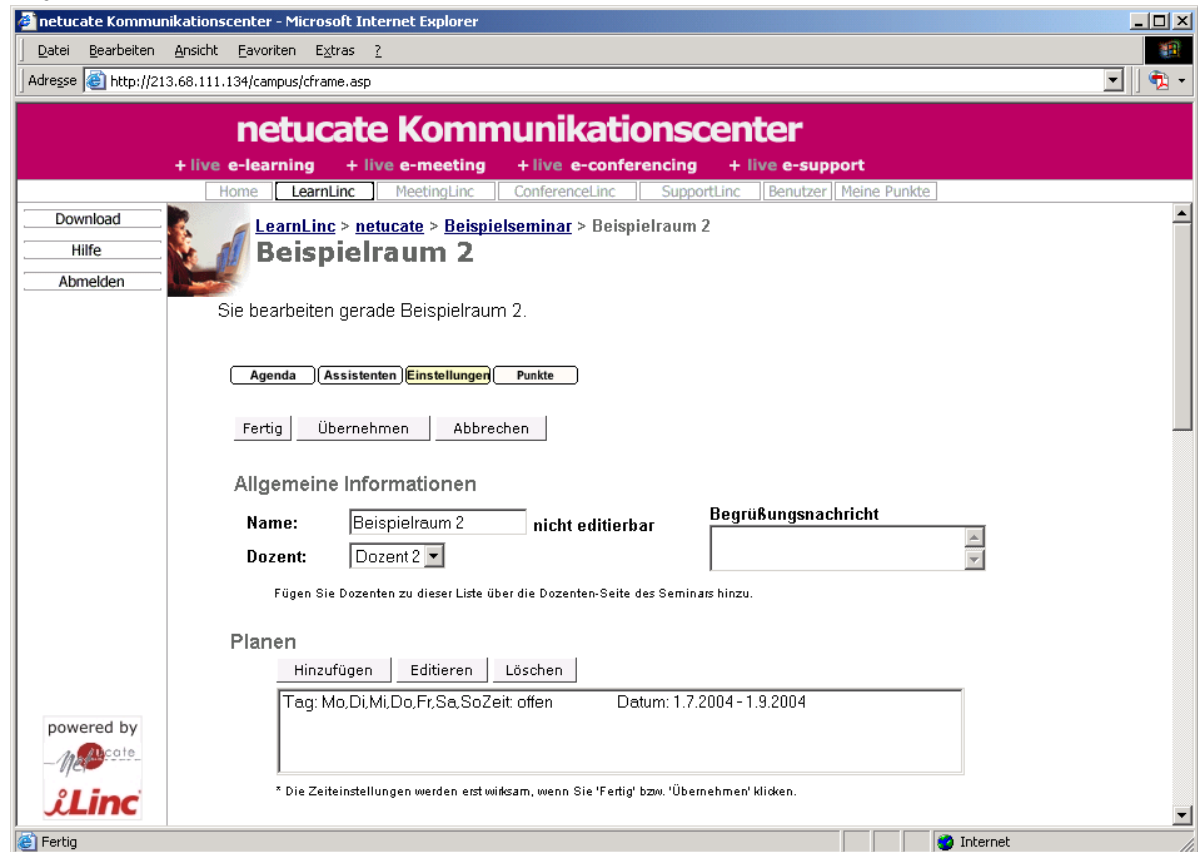 netucate Kommunikationscenter - Microsoft Internet Explorer
Datei Bearbeiten Ansicht Favoriten Extras ?
Adresse http://213.68.111.134/campus/cframe.asp
netucate Kommunikationscenter
+ live e-learning + live e-meeting + live e-conferencing + live e-support
Home LearnLinc MeetingLinc ConferenceLinc SupportLinc Benutzer Meine Punkte
Download
Hilfe
Abmelden
LearnLinc > netucate > Beispielseminar > Beispielraum 2
Beispielraum 2
Sie bearbeiten gerade Beispielraum 2.
Agenda Assistenten Einstellungen Punkte
Fertig Übernehmen Abbrechen
Allgemeine Informationen
Name: Beispielraum 2 nicht editierbar Begrüßungsnachricht
Dozent: Dozent 2
Fügen Sie Dozenten zu dieser Liste über die Dozenten-Seite des Seminars hinzu.
Planen
Hinzufügen Editieren Löschen
Tag: Mo,Di,Mi,Do,Fr,Sa,SoZeit: offen Datum: 1.7.2004 - 1.9.2004
* Die Zeiteinstellungen werden erst wirksam, wenn Sie 'Fertig' bzw. 'Übernehmen' klicken.
powered by
Netucate
iLinc
Fertig Internet